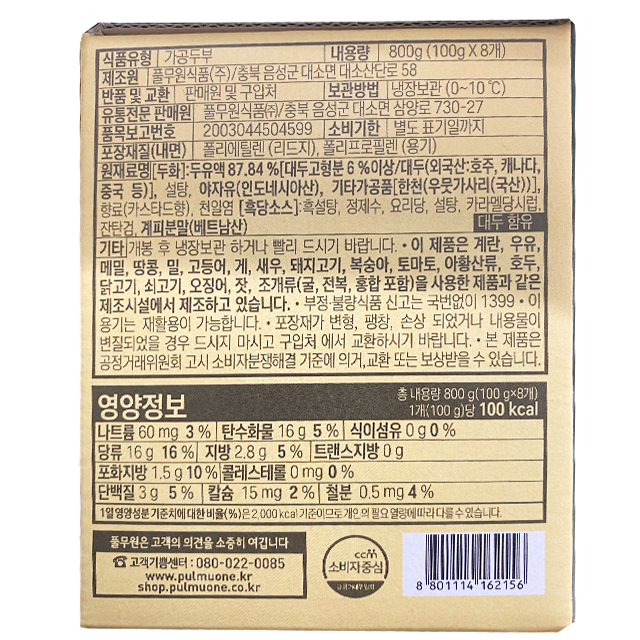 식품유형 가공두부 내용량 800g (100g X 8개)
제조원 풀무원식품(주)/충북 음성군 대소면 대소산단로 58
반품 및 교환 판매원 및 구입처 보관방법 냉장보관 (0~10℃)
유통전문 판매원 풀무원식품㈜/충북 음성군 대소면 삼양로 730-27
품목보고번호 2003044504599 소비기한 별도 표기일까지
포장재질(내면) 폴리에틸렌 (리드지), 폴리프로필렌 (용기)
원재료명 [두화]:두유액 87.84 %[대두고형분 6 %이상/대두(외국산:호주, 캐나다,
중국 등)], 설탕, 야자유(인도네시아산), 기타가공품[한천(우뭇가사리(국산))],
향료(카스타드향), 천일염 [흑당소스]:흑설탕, 정제수, 요리당, 설탕, 카라멜당시럽,
잔탄검, 계피분말(베트남산) 대두 함유
기타 개봉 후 냉장보관 하거나 빨리 드시기 바랍니다. • 이 제품은 계란, 우유,
메밀, 땅콩, 밀, 고등어, 게, 새우, 돼지고기, 복숭아, 토마토, 아황산류, 호두,
닭고기, 쇠고기, 오징어, 잣, 조개류(굴, 전복, 홍합 포함)을 사용한 제품과 같은
제조시설에서 제조하고 있습니다. • 부정·불량식품 신고는 국번없이 1399 • 이
용기는 재활용이 가능합니다. • 포장재가 변형, 팽창, 손상 되었거나 내용물이
변질되었을 경우 드시지 마시고 구입처 에서 교환하시기 바랍니다. • 본 제품은
공정거래위원회 고시 소비자분쟁해결 기준에 의거,교환 또는 보상받을 수 있습니다.
영양정보 총 내용량 800 g (100 g×8개)
1개(100 g)당 100 kcal
나트륨 60 mg 3 % 탄수화물 16 g 5 % 식이섬유 0 g 0 %
당류 16 g 16 % 지방 2.8 g 5 % 트랜스지방 0 g
포화지방 1.5 g 10 % 콜레스테롤 0 mg 0 %
단백질 3 g 5 % 칼슘 15 mg 2 % 철분 0.5 mg 4 %
1일 영양성분 기준치에 대한 비율(%)은 2,000 kcal 기준이므로 개인의 필요 열량에 따라 다를 수 있습니다.
풀무원은 고객의 의견을 소중히 여깁니다
고객기쁨센터 : 080-022-0085
www.pulmuone.kr
shop.pulmuone.co.kr
ccm
소비자중심
8 801114 162156